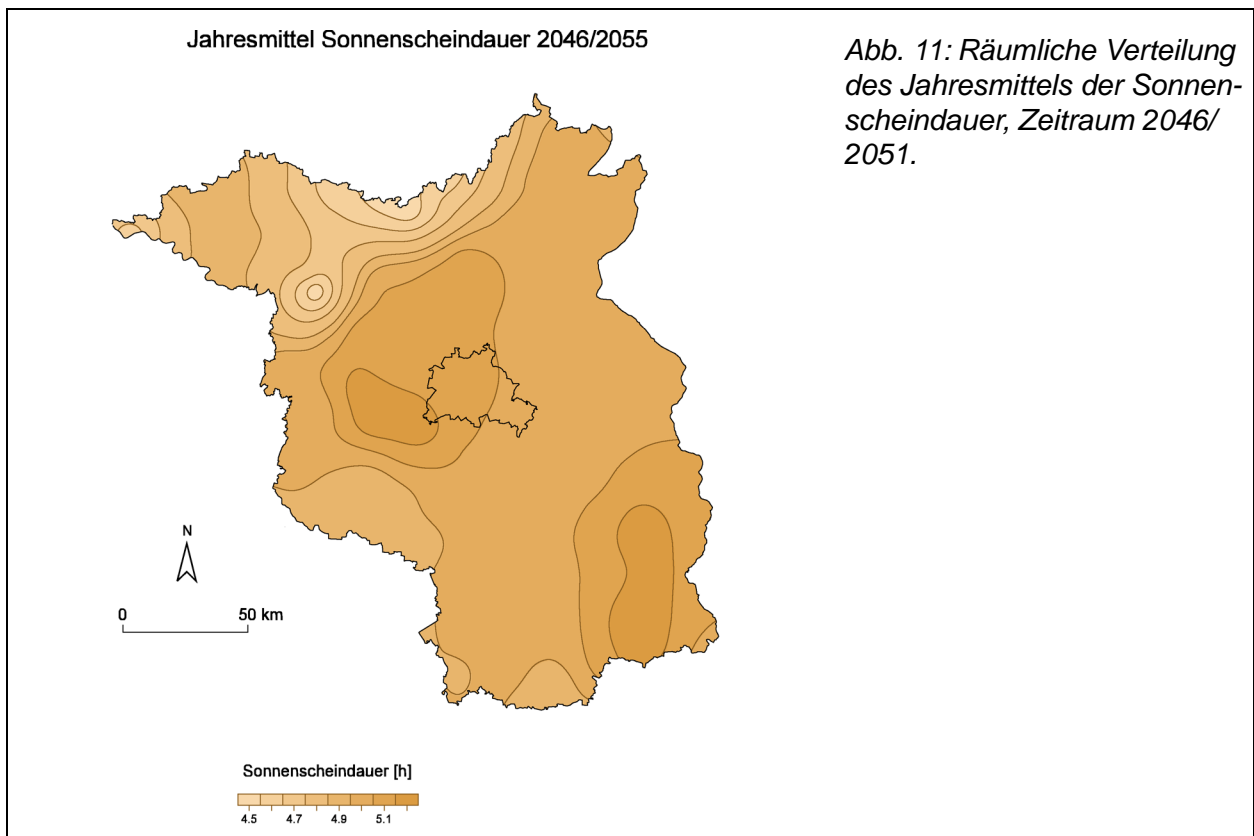 Jahresmittel Sonnenscheindauer 2046/2055
Abb. 11: Räumliche Verteilung
des Jahresmittels der Sonnen-
scheindauer, Zeitraum 2046/
2051.
N
0 50 km
Sonnenscheindauer [h]
4.5 4.7 4.9 5.1